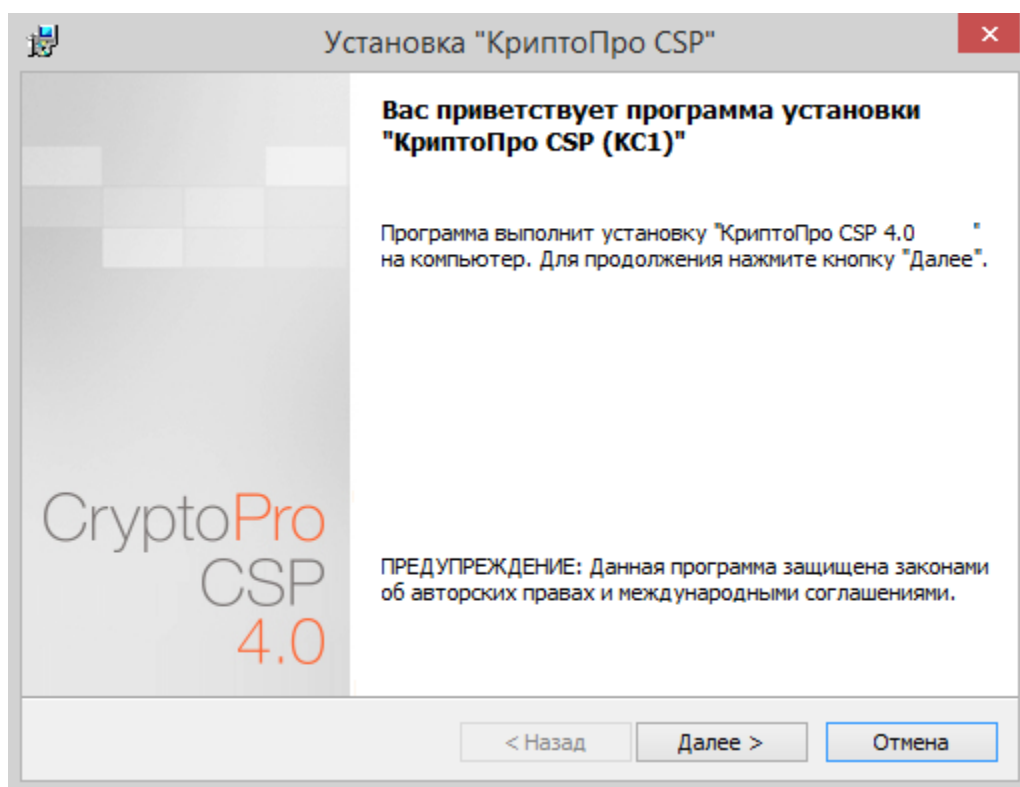 Установка "КриптоПро CSP"
Вас приветствует программа установки
"КриптоПро CSP (КС1)"
Программа выполнит установку "КриптоПро CSP 4.0 "
на компьютер. Для продолжения нажмите кнопку "Далее".
CryptoPro
CSP
4.0
ПРЕДУПРЕЖДЕНИЕ: Данная программа защищена законами
об авторских правах и международными соглашениями.
< Назад
Далее >
Отмена